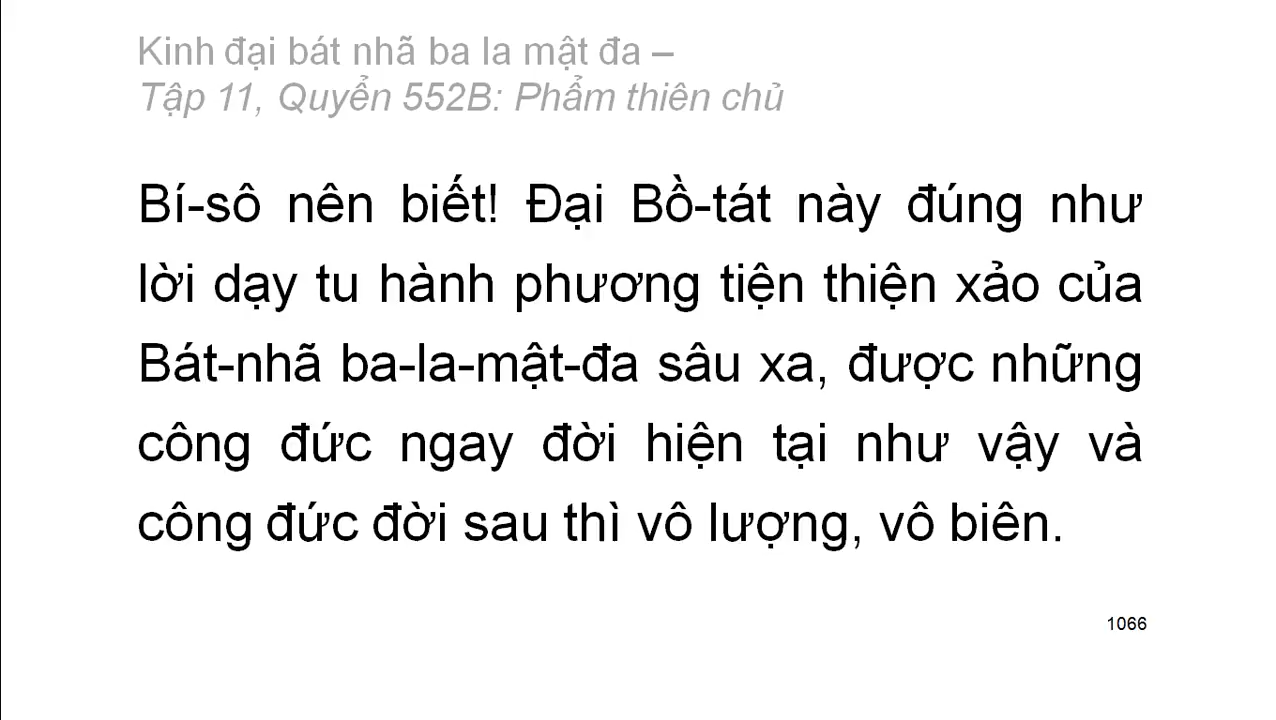 Kinh đại bát nhã ba la mật đa –
Tập 11, Quyển 552B: Phẩm thiên chủ
Bí-sô nên biết! Đại Bồ-tát này đúng như
lời dạy tu hành phương tiện thiện xảo của
Bát-nhã ba-la-mật-đa sâu xa, được những
công đức ngay đời hiện tại như vậy và
công đức đời sau thì vô lượng, vô biên.
1066